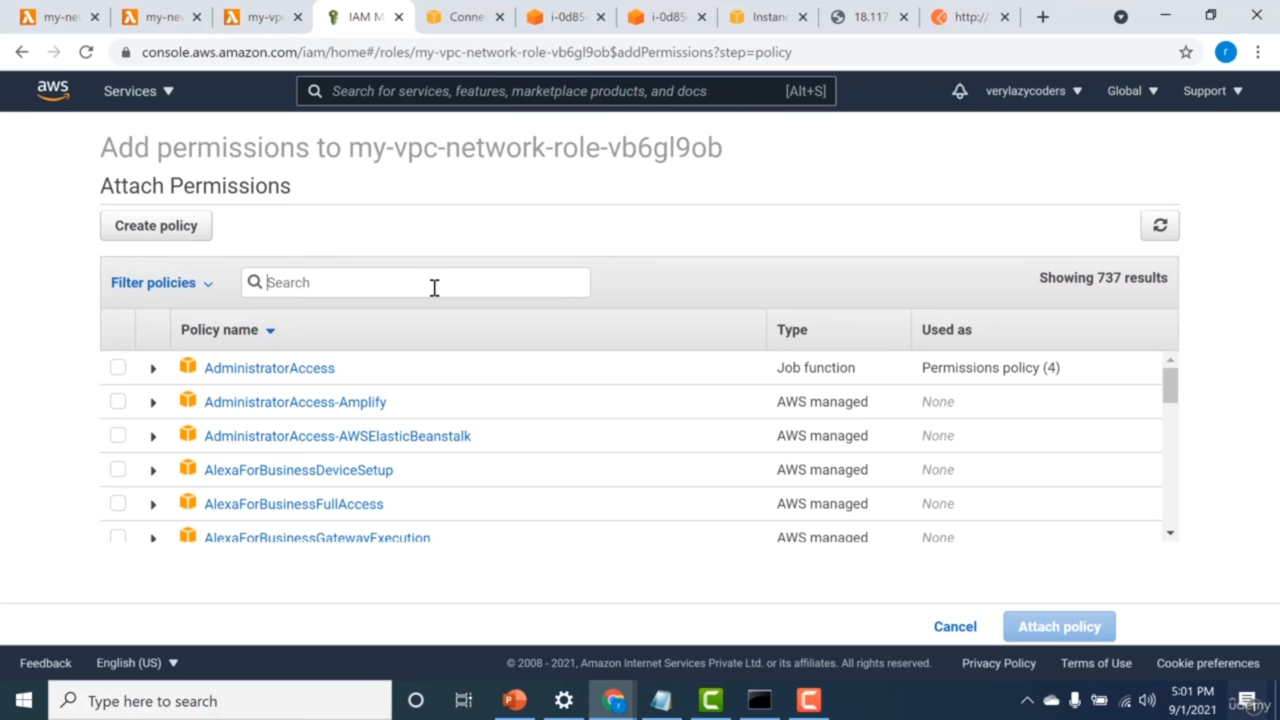 my-ne
my-ne
my-vp
IAM M
Conne
i-0d85
i-0d85
Instanc
18.117
http://
console.aws.amazon.com/iam/home#/roles/my-vpc-network-role-vb6gl9ob$addPermissions?step=policy
r
aws Services Search for services, features, marketplace products, and docs [Alt+S] verylazycoders Global Support
Add permissions to my-vpc-network-role-vb6gl9ob
Attach Permissions
Create policy
Filter policies Search Showing 737 results
Policy name Type Used as
AdministratorAccess Job function Permissions policy (4)
AdministratorAccess-Amplify AWS managed None
AdministratorAccess-AWSElasticBeanstalk AWS managed None
AlexaForBusinessDeviceSetup AWS managed None
AlexaForBusinessFullAccess AWS managed None
AlexaForBusinessGatewayExecution AWS managed None
Cancel Attach policy
Feedback English (US) © 2008 - 2021, Amazon Internet Services Private Ltd. or its affiliates. All rights reserved. Privacy Policy Terms of Use Cookie preferences
Type here to search
5:01 PM
9/1/2021
ûdemy